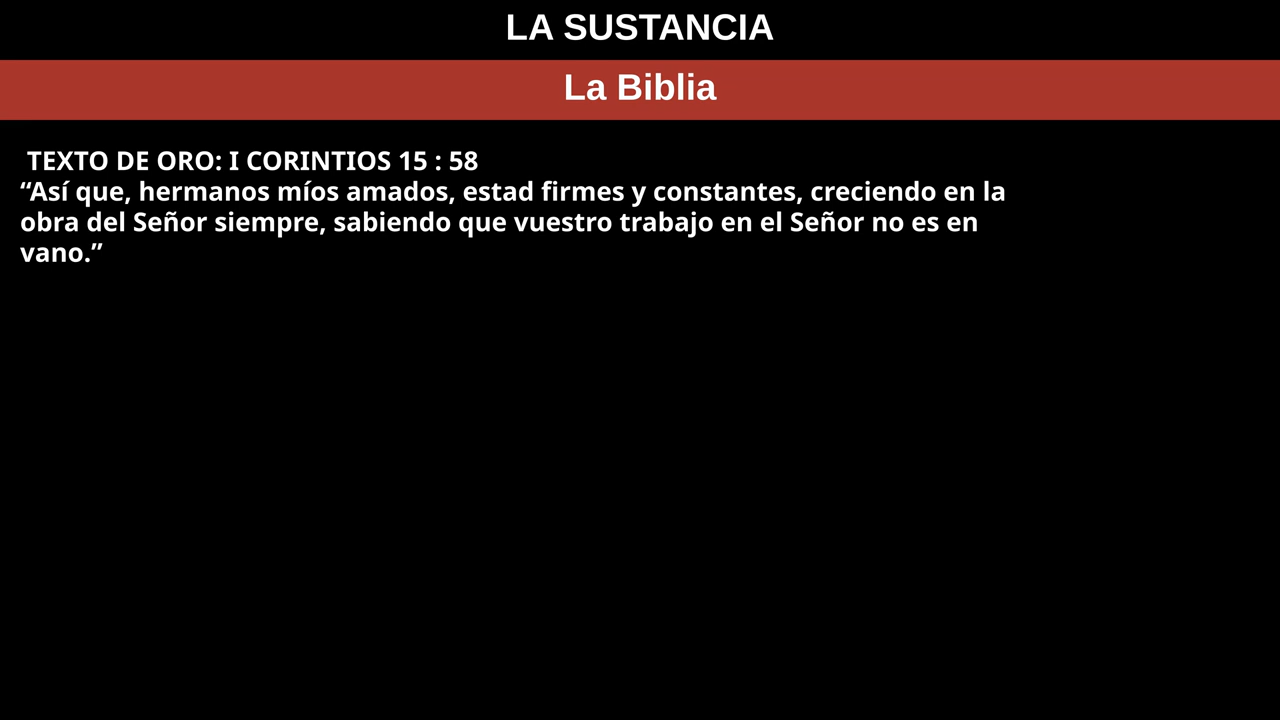 LA SUSTANCIA
La Biblia
TEXTO DE ORO: I CORINTIOS 15 : 58
“Así que, hermanos míos amados, estad firmes y constantes, creciendo en la
obra del Señor siempre, sabiendo que vuestro trabajo en el Señor no es en
vano.”